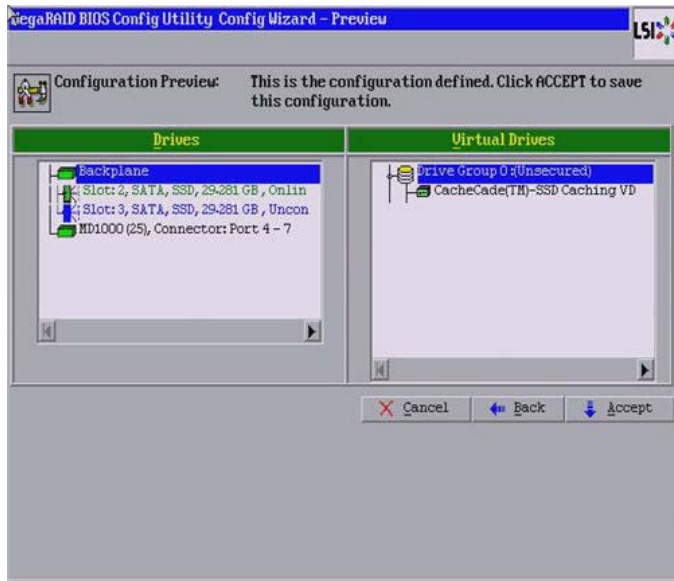 MegaRAID BIOS Config Utility Config Wizard - Preview
LSI
Configuration Preview:
This is the configuration defined. Click ACCEPT to save
this configuration.
Drives
Backplane
Slot: 2, SATA, SSD, 29.281 GB, Onlin
Slot: 3, SATA, SSD, 29.281 GB, Uncon
MD1000 (25), Connector: Port 4 - 7
Virtual Drives
Drive Group 0 :(Unsecured)
CacheCade(TM)-SSD Caching VD
Cancel
Back
Accept